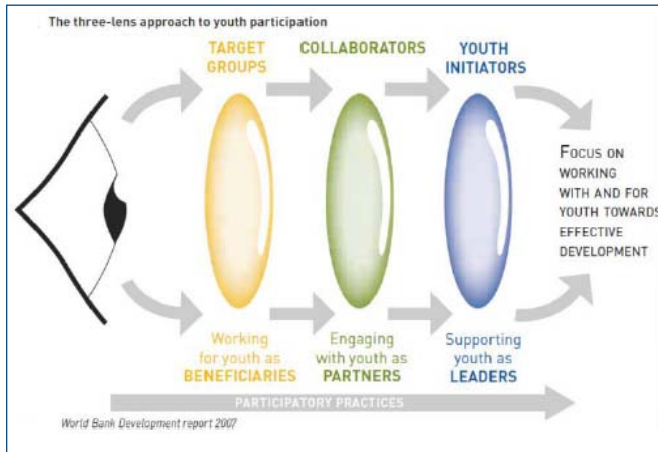 The three-lens approach to youth participation
TARGET
GROUPS
COLLABORATORS
YOUTH
INITIATORS
FOCUS ON
WORKING
WITH AND FOR
YOUTH TOWARDS
EFFECTIVE
DEVELOPMENT
Working
for youth as
BENEFICIARIES
Engaging
with youth as
PARTNERS
Supporting
youth as
LEADERS
PARTICIPATORY PRACTICES
World Bank Development report 2007